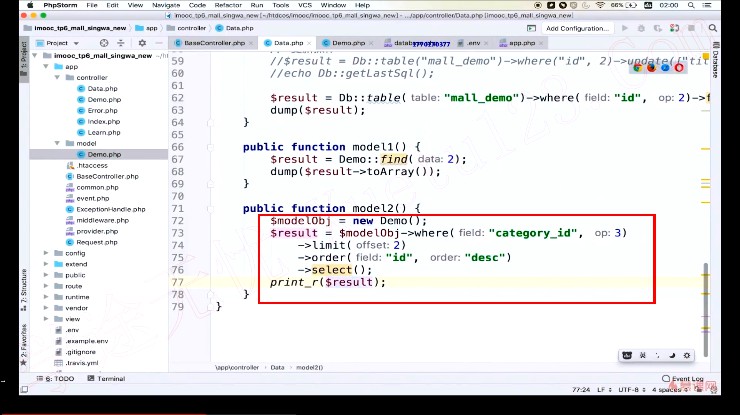 PhpStorm File Edit View Navigate Code Refactor Run Tools VCS Window Help 66% 02:00
imooc_tp6_mall_singwa_new [~/htdocs/imooc_tp6_mall_singwa_new] - .../app/controller/Data.php [imooc_tp6_mall_singwa_new]
imooc_tp6_mall_singwa_new app controller Data.php Add Configuration...
Project BaseController.php Data.php Demo.php .env app.php
1: Project
Database
imooc_tp6_mall_singwa_new
app
controller
Data.php
Demo.php
Error.php
Index.php
Learn.php
model
Demo.php
.htaccess
BaseController.php
common.php
event.php
ExceptionHandle.php
middleware.php
provider.php
Request.php
config
extend
public
route
runtime
vendor
view
.env
.example.env
.gitignore
.travis.yml
7: Structure
2: Favorites
59 //$result = Db::table("mall_demo")->where("id", 2)->update(["tit
60 //echo Db::getLastSql();
62 $result = Db::table( table: "mall_demo")->where( field: "id", op: 2)->f
63 dump($result);
64 }
65
66 public function model1() {
67 $result = Demo::find( data: 2);
68 dump($result->toArray());
69 }
70
71 public function model2() {
72 $modelObj = new Demo();
73 $result = $modelObj->where( field: "category_id", op: 3)
74 ->limit( offset: 2)
75 ->order( field: "id", order: "desc")
76 ->select();
77 print_r($result);
78 }
79 }
\app\controller Data model2()
6: TODO Terminal Event Log
77:24 LF UTF-8 4 spaces